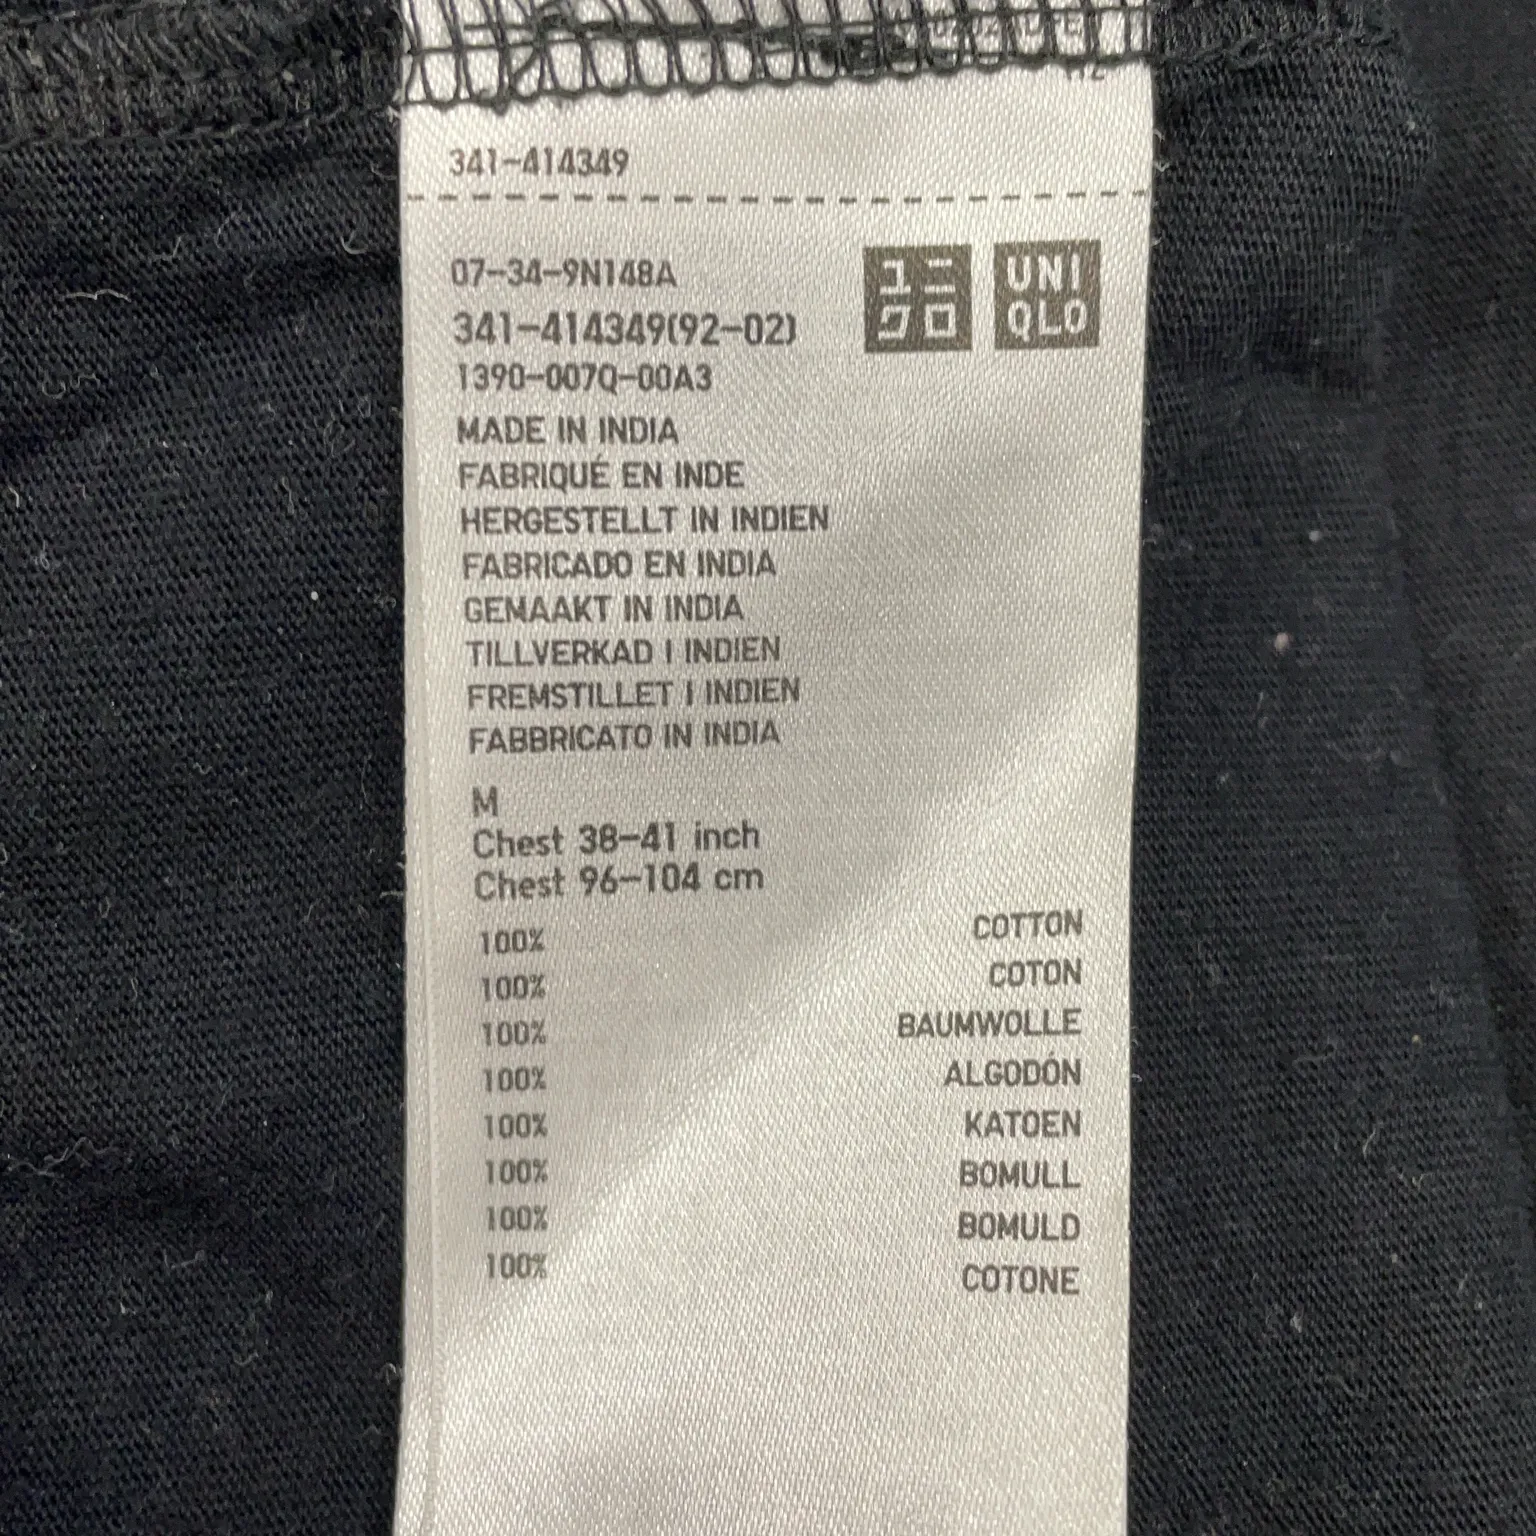 341-414349
07-34-9N148A
341-414349(92-02)
1390-007Q-00A3
ユニ
クロ
UNI
QLO
MADE IN INDIA
FABRIQUÉ EN INDE
HERGESTELLT IN INDIEN
FABRICADO EN INDIA
GEMAAKT IN INDIA
TILLVERKAD I INDIEN
FREMSTILLET I INDIEN
FABBRICATO IN INDIA
M
Chest 38-41 inch
Chest 96-104 cm
100% COTTON
100% COTON
100% BAUMWOLLE
100% ALGODÓN
100% KATOEN
100% BOMULL
100% BOMULD
100% COTONE